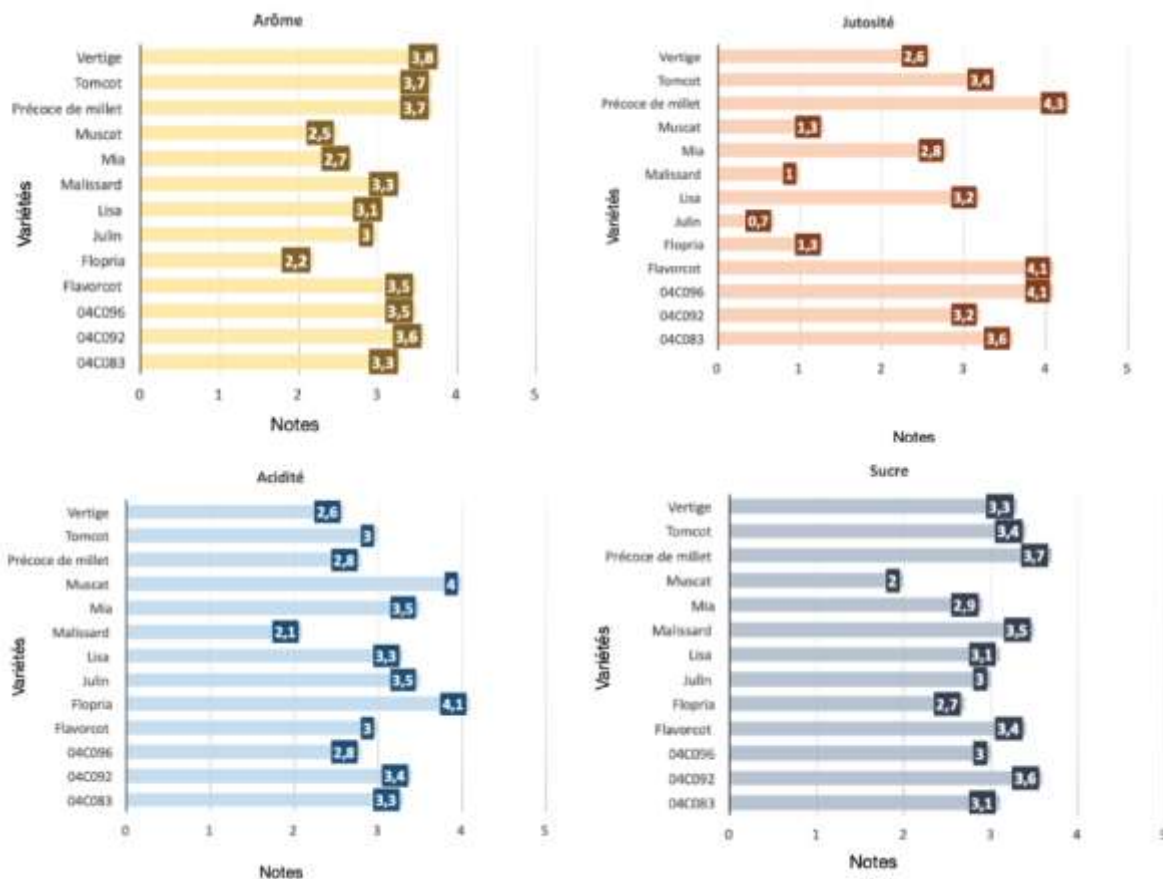 Arôme
Variétés
Vertige 3,8
Tomcot 3,7
Précoce de millet 3,7
Muscat 2,5
Mia 2,7
Malissard 3,3
Lisa 3,1
Julin 3
Flopria 2,2
Flavorcot 3,5
04C096 3,5
04C092 3,6
04C083 3,3
0 1 2 3 4 5
Notes
Jutosité
Variétés
Vertige 2,6
Tomcot 3,4
Précoce de millet 4,3
Muscat 1,3
Mia 2,8
Malissard 1
Lisa 3,2
Julin 0,7
Flopria 1,3
Flavorcot 4,1
04C096 4,1
04C092 3,2
04C083 3,6
0 1 2 3 4 5
Notes
Acidité
Variétés
Vertige 2,6
Tomcot 3
Précoce de millet 2,8
Muscat 4
Mia 3,5
Malissard 2,1
Lisa 3,3
Julin 3,5
Flopria 4,1
Flavorcot 3
04C096 2,8
04C092 3,4
04C083 3,3
0 1 2 3 4 5
Notes
Sucre
Variétés
Vertige 3,3
Tomcot 3,4
Précoce de millet 3,7
Muscat 2
Mia 2,9
Malissard 3,5
Lisa 3,1
Julin 3
Flopria 2,7
Flavorcot 3,4
04C096 3
04C092 3,6
04C083 3,1
0 1 2 3 4 5
Notes